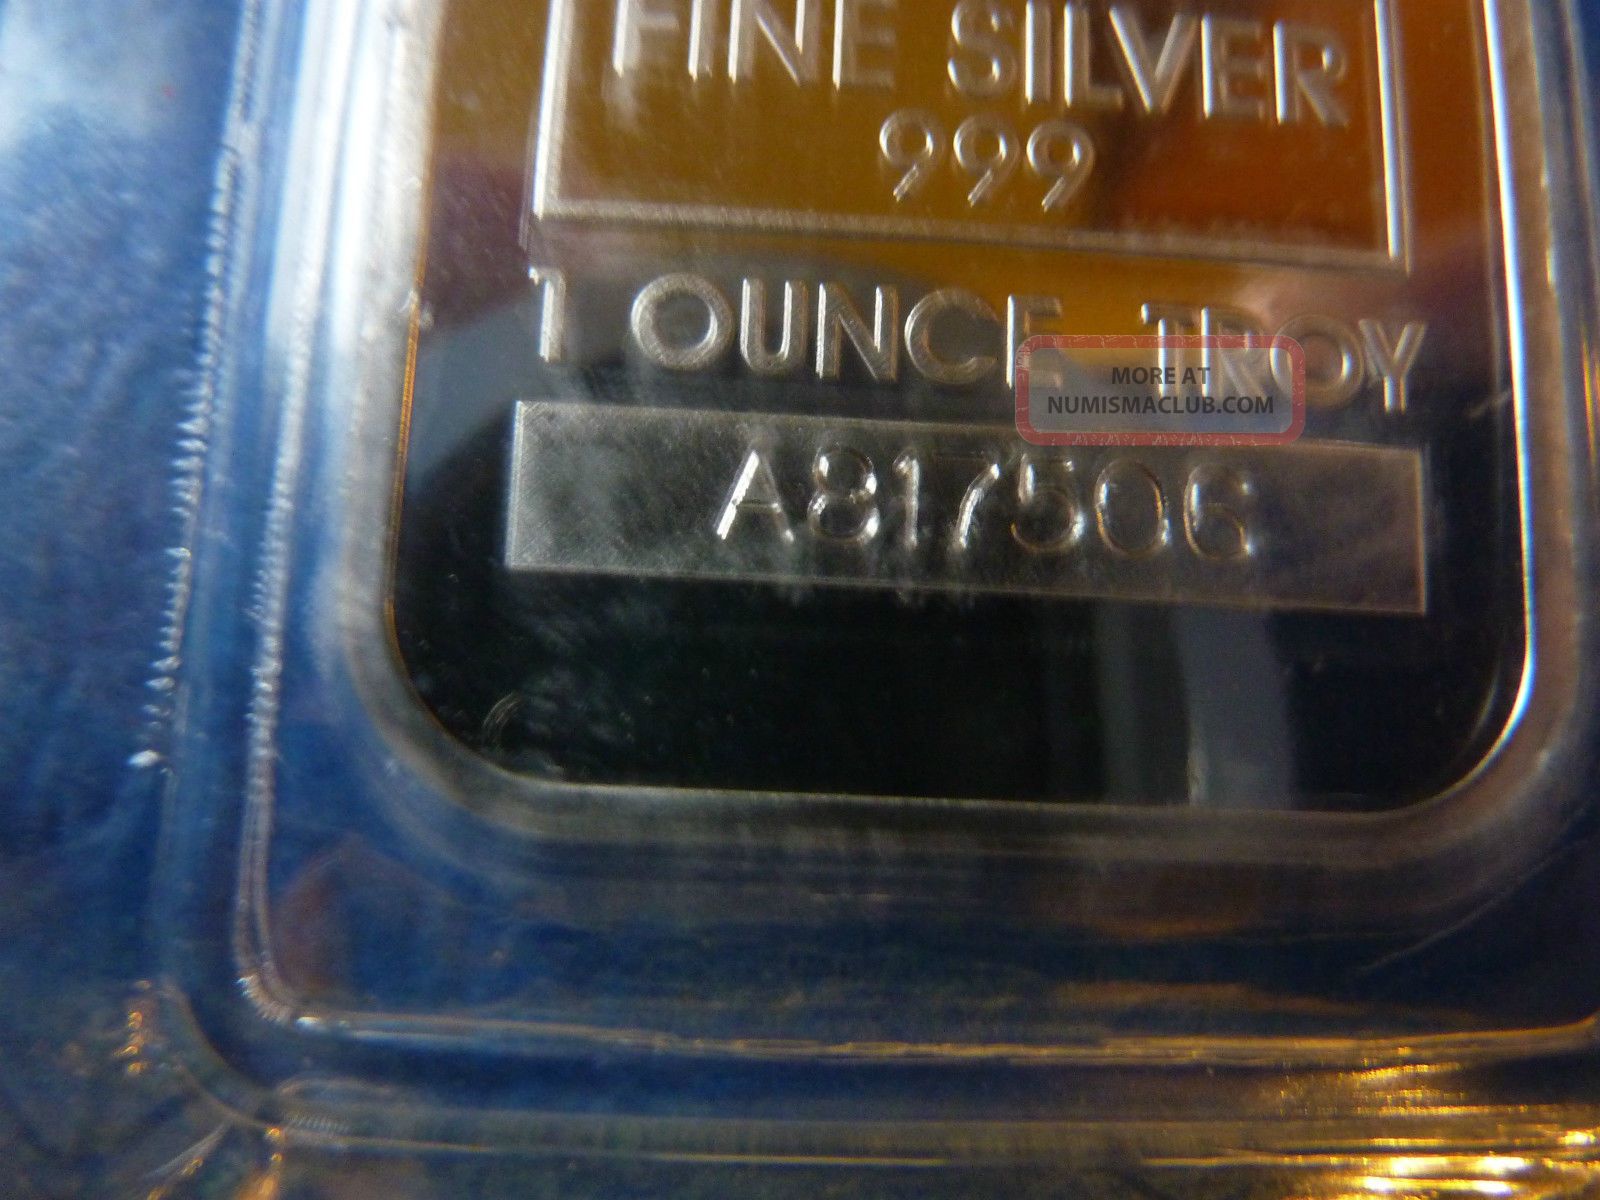 FINE SILVER
999
1 OUNCE TROY
MORE AT
NUMISMACLUB.COM
A817506